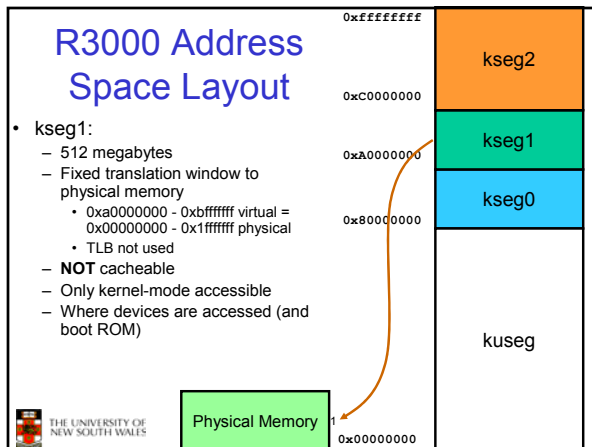 R3000 Address
Space Layout
• kseg1:
– 512 megabytes
– Fixed translation window to
physical memory
• 0xa0000000 - 0xbfffffff virtual =
0x00000000 - 0x1fffffff physical
• TLB not used
– NOT cacheable
– Only kernel-mode accessible
– Where devices are accessed (and
boot ROM)
0xffffffff
0xC0000000
0xA0000000
0x80000000
kseg2
kseg1
kseg0
kuseg
Physical Memory
1
0x00000000
THE UNIVERSITY OF
NEW SOUTH WALES